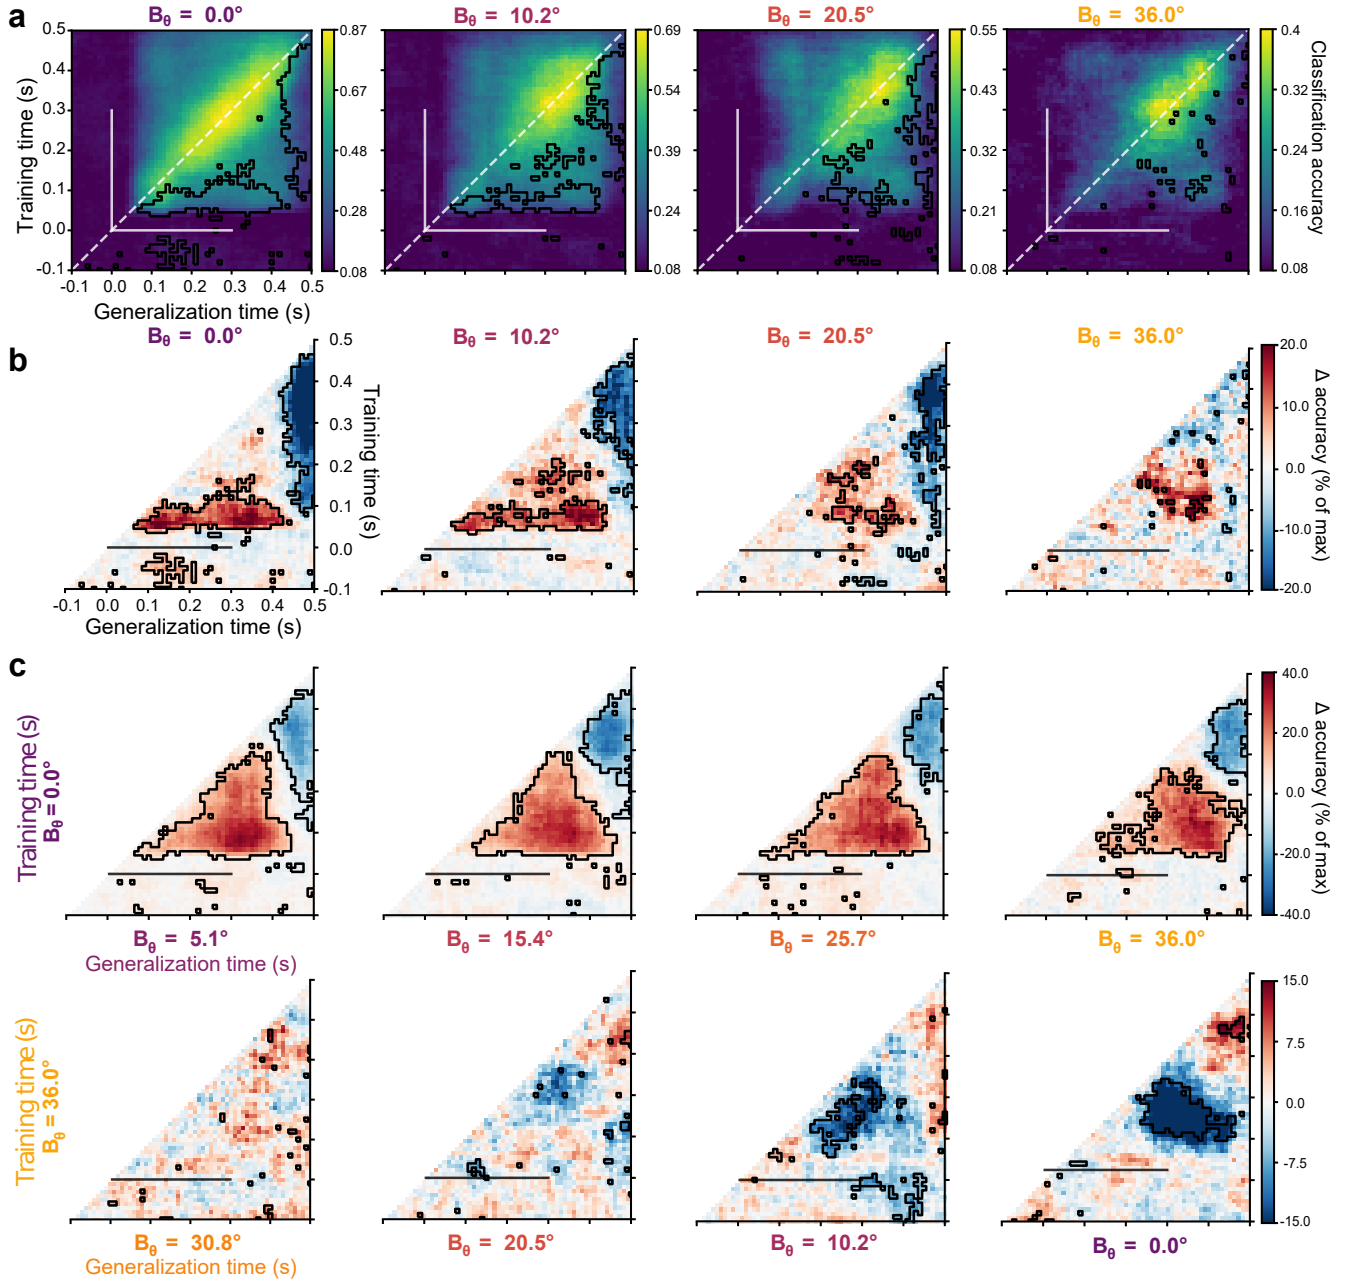 a
B_θ = 0.0°
B_θ = 10.2°
B_θ = 20.5°
B_θ = 36.0°
Training time (s)
0.5
0.4
0.3
0.2
0.1
0.0
-0.1
-0.1 0.0 0.1 0.2 0.3 0.4 0.5
Generalization time (s)
0.87
0.67
0.48
0.28
0.08
0.69
0.54
0.39
0.24
0.08
0.55
0.43
0.32
0.21
0.08
0.4
0.32
0.24
0.16
0.08
Classification accuracy
b
B_θ = 0.0°
B_θ = 10.2°
B_θ = 20.5°
B_θ = 36.0°
0.5
0.4
0.3
0.2
0.1
0.0
-0.1
Training time (s)
-0.1 0.0 0.1 0.2 0.3 0.4 0.5
Generalization time (s)
20.0
10.0
0.0
-10.0
-20.0
Δ accuracy (% of max)
c
Training time (s)
B_θ = 0.0°
B_θ = 5.1°
B_θ = 15.4°
B_θ = 25.7°
B_θ = 36.0°
Generalization time (s)
40.0
20.0
0.0
-20.0
-40.0
Δ accuracy (% of max)
Training time (s)
B_θ = 36.0°
B_θ = 30.8°
B_θ = 20.5°
B_θ = 10.2°
B_θ = 0.0°
Generalization time (s)
15.0
7.5
0.0
-7.5
-15.0